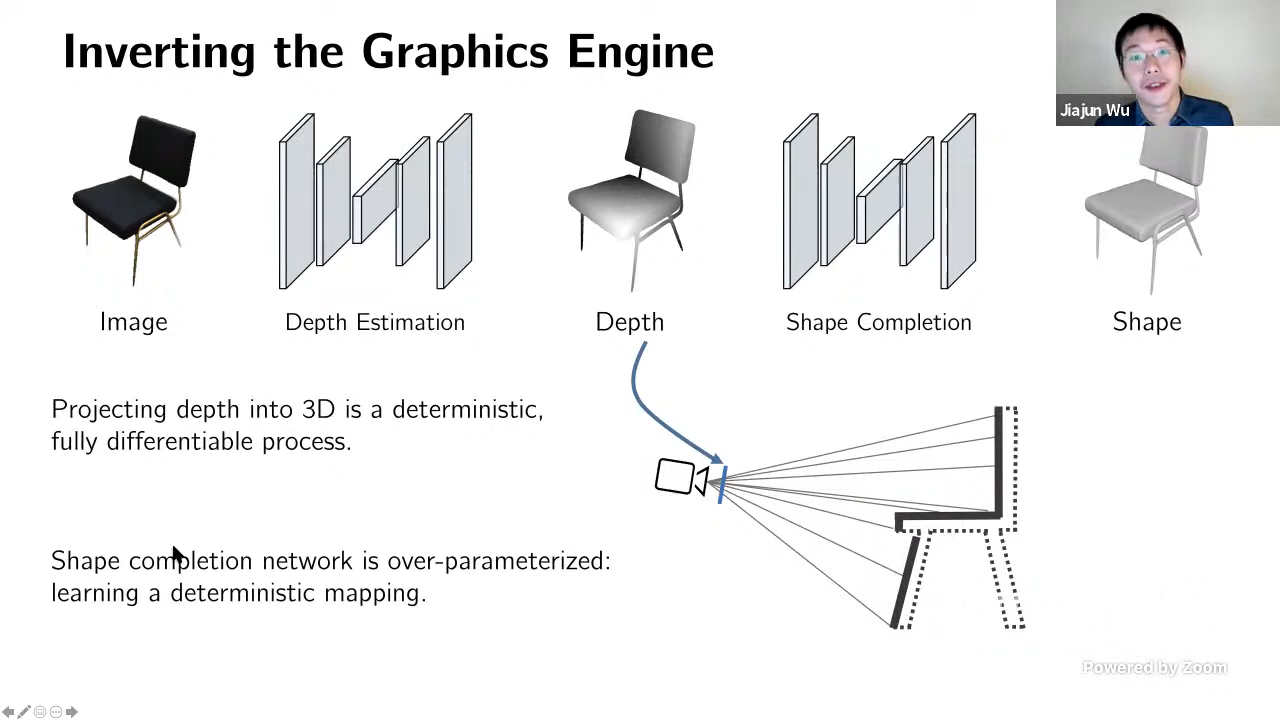 Inverting the Graphics Engine
Jiajun Wu
Image
Depth Estimation
Depth
Shape Completion
Shape
Projecting depth into 3D is a deterministic,
fully differentiable process.
Shape completion network is over-parameterized:
learning a deterministic mapping.
Powered by Zoom